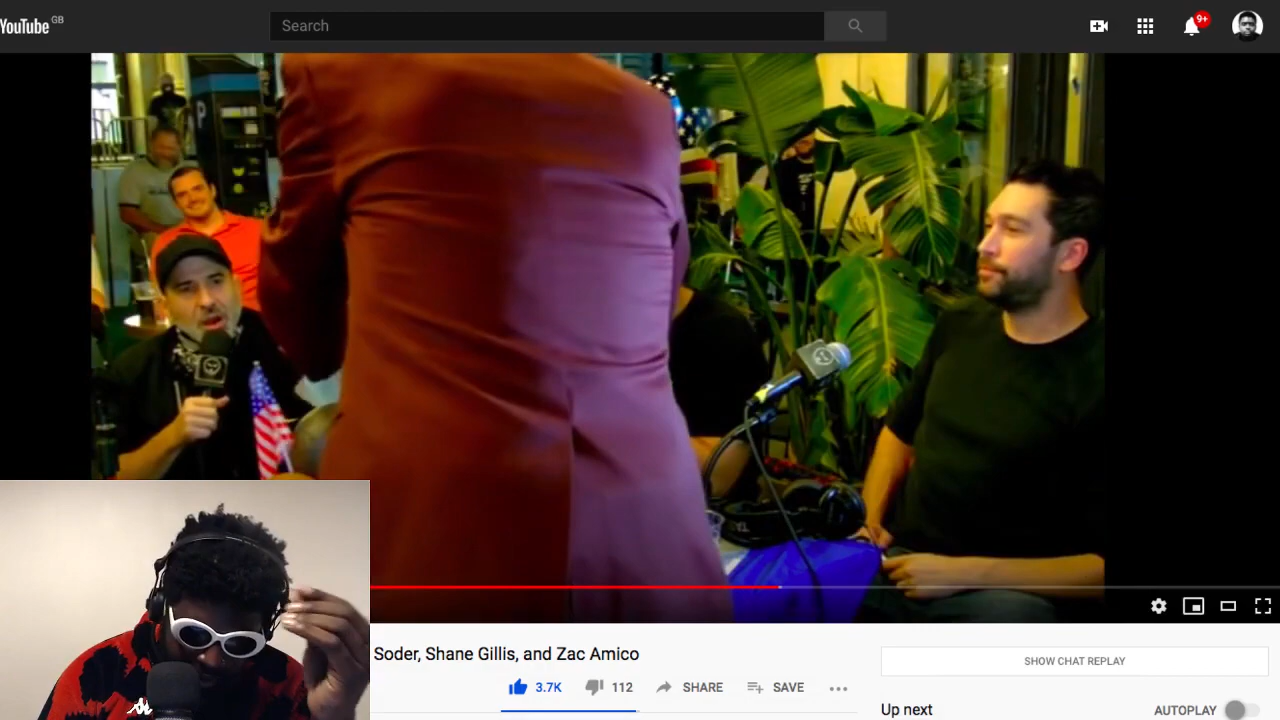 YouTube GB
Search
9+
P
Soder, Shane Gillis, and Zac Amico
3.7K
112
SHARE
SAVE
SHOW CHAT REPLAY
Up next
AUTOPLAY